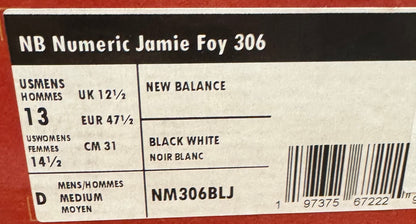 NB Numeric Jamie Foy 306
USMENS
HOMMES
13
UK 12½
EUR 47½
NEW BALANCE
USWOMENS
FEMMES
14½
CM 31
BLACK WHITE
NOIR BLANC
D
MENS/HOMMES
MEDIUM
MOYEN
NM306BLJ
1 97375 67222